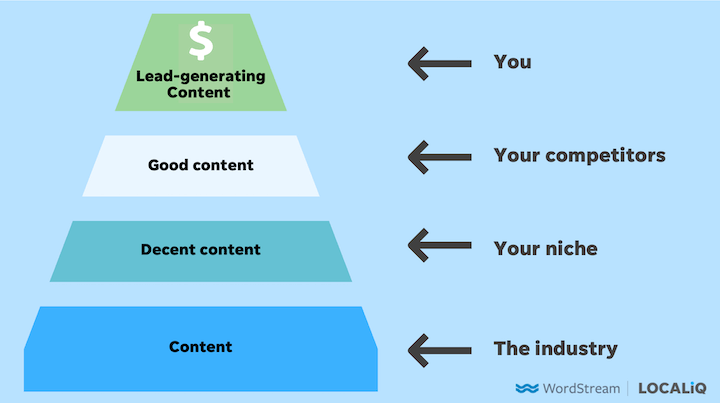 $
Lead-generating
Content
You
Good content
Your competitors
Decent content
Your niche
Content
The industry
WordStream
LOCALiQ